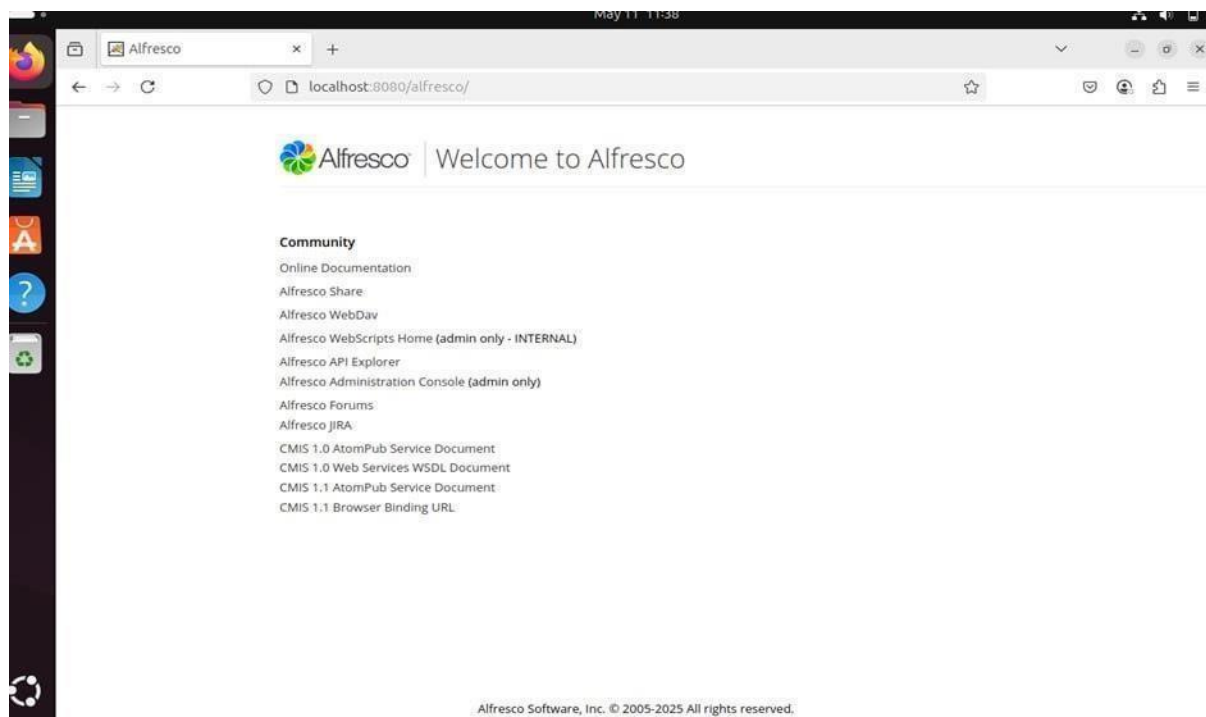 May 11 11:38
Alfresco
localhost:8080/alfresco/
Alfresco Welcome to Alfresco
Community
Online Documentation
Alfresco Share
Alfresco WebDav
Alfresco WebScripts Home (admin only - INTERNAL)
Alfresco API Explorer
Alfresco Administration Console (admin only)
Alfresco Forums
Alfresco JIRA
CMIS 1.0 AtomPub Service Document
CMIS 1.0 Web Services WSDL Document
CMIS 1.1 AtomPub Service Document
CMIS 1.1 Browser Binding URL
Alfresco Software, Inc. © 2005-2025 All rights reserved.